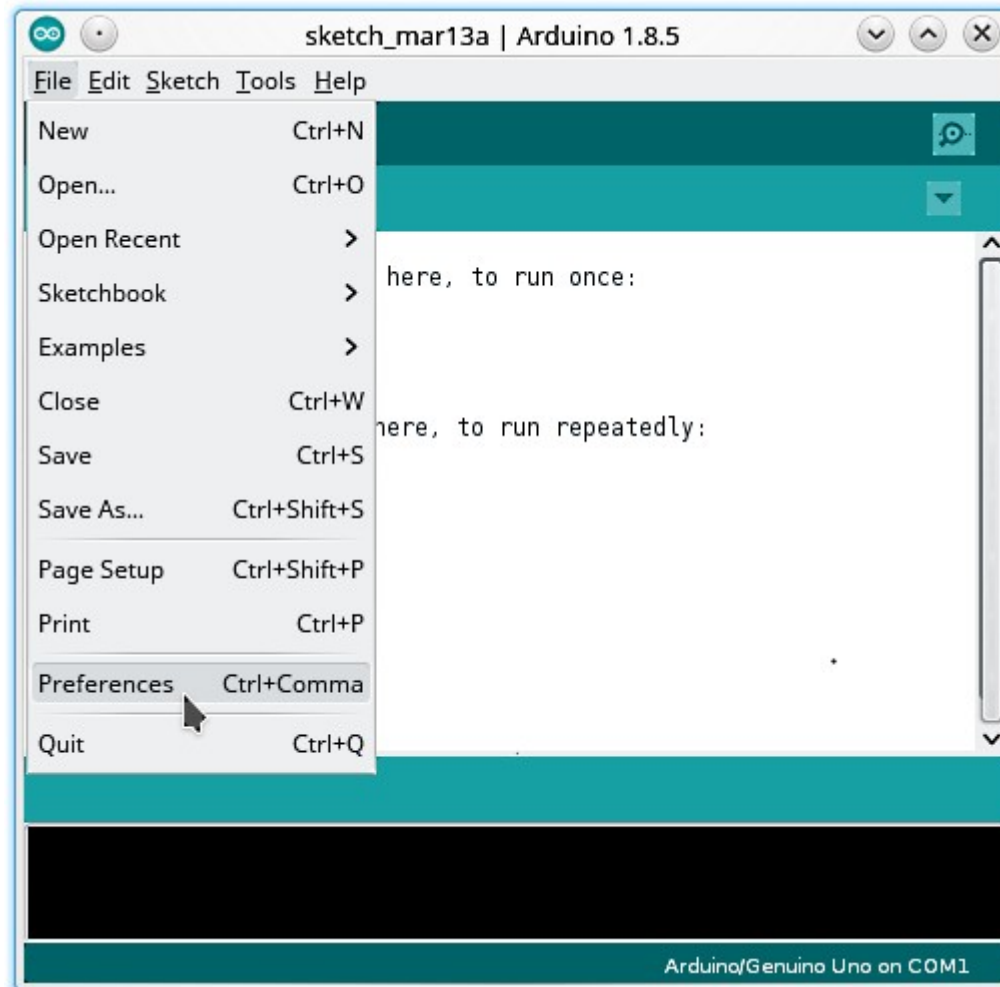 sketch_mar13a | Arduino 1.8.5
File Edit Sketch Tools Help
New Ctrl+N
Open... Ctrl+O
Open Recent
Sketchbook
Examples
Close Ctrl+W
Save Ctrl+S
Save As... Ctrl+Shift+S
Page Setup Ctrl+Shift+P
Print Ctrl+P
Preferences Ctrl+Comma
Quit Ctrl+Q
here, to run once:
here, to run repeatedly:
Arduino/Genuino Uno on COM1